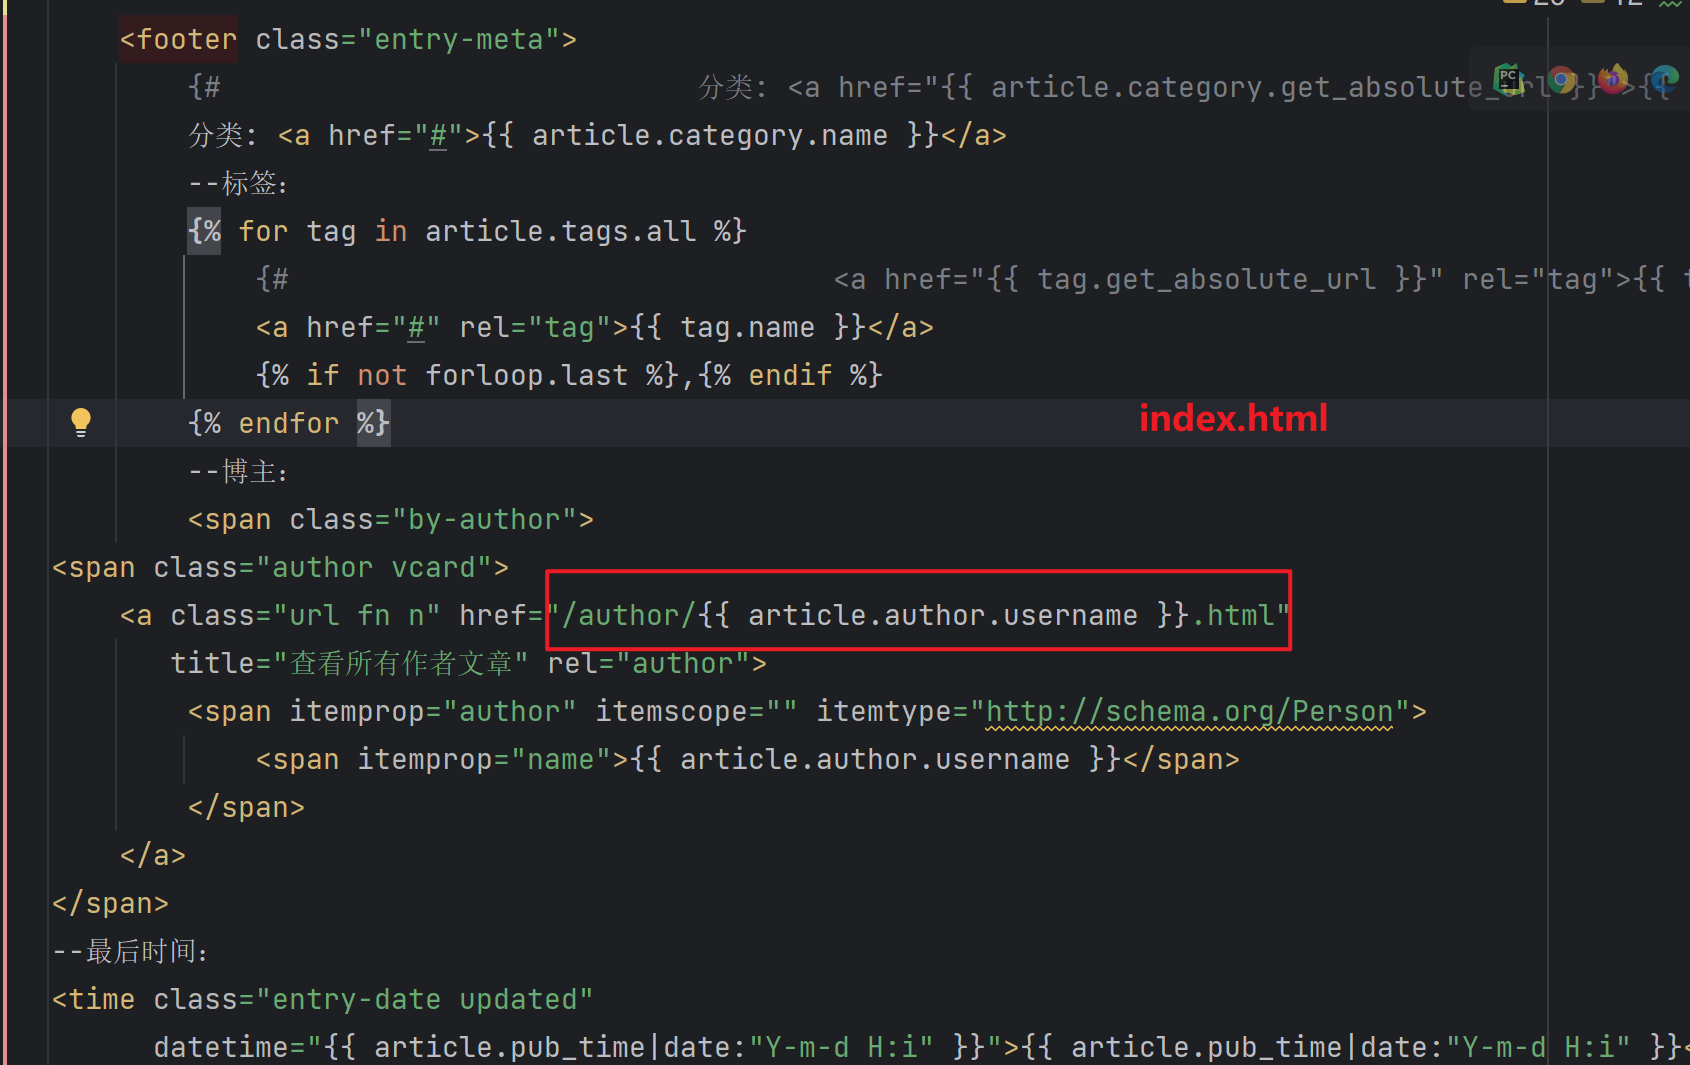 <footer class="entry-meta">
{# 分类: <a href="{{ article.category.get_absolute_url }}">{{
分类: <a href="#">{{ article.category.name }}</a>
--标签:
{% for tag in article.tags.all %}
{# <a href="{{ tag.get_absolute_url }}" rel="tag">{{ t
<a href="#" rel="tag">{{ tag.name }}</a>
{% if not forloop.last %},{% endif %}
{% endfor %}
index.html
--博主:
<span class="by-author">
<span class="author vcard">
<a class="url fn n" href="/author/{{ article.author.username }}.html"
title="查看所有作者文章" rel="author">
<span itemprop="author" itemscope="" itemtype="http://schema.org/Person">
<span itemprop="name">{{ article.author.username }}</span>
</span>
</a>
</span>
--最后时间:
<time class="entry-date updated"
datetime="{{ article.pub_time|date:"Y-m-d H:i" }}">{{ article.pub_time|date:"Y-m-d H:i" }}<